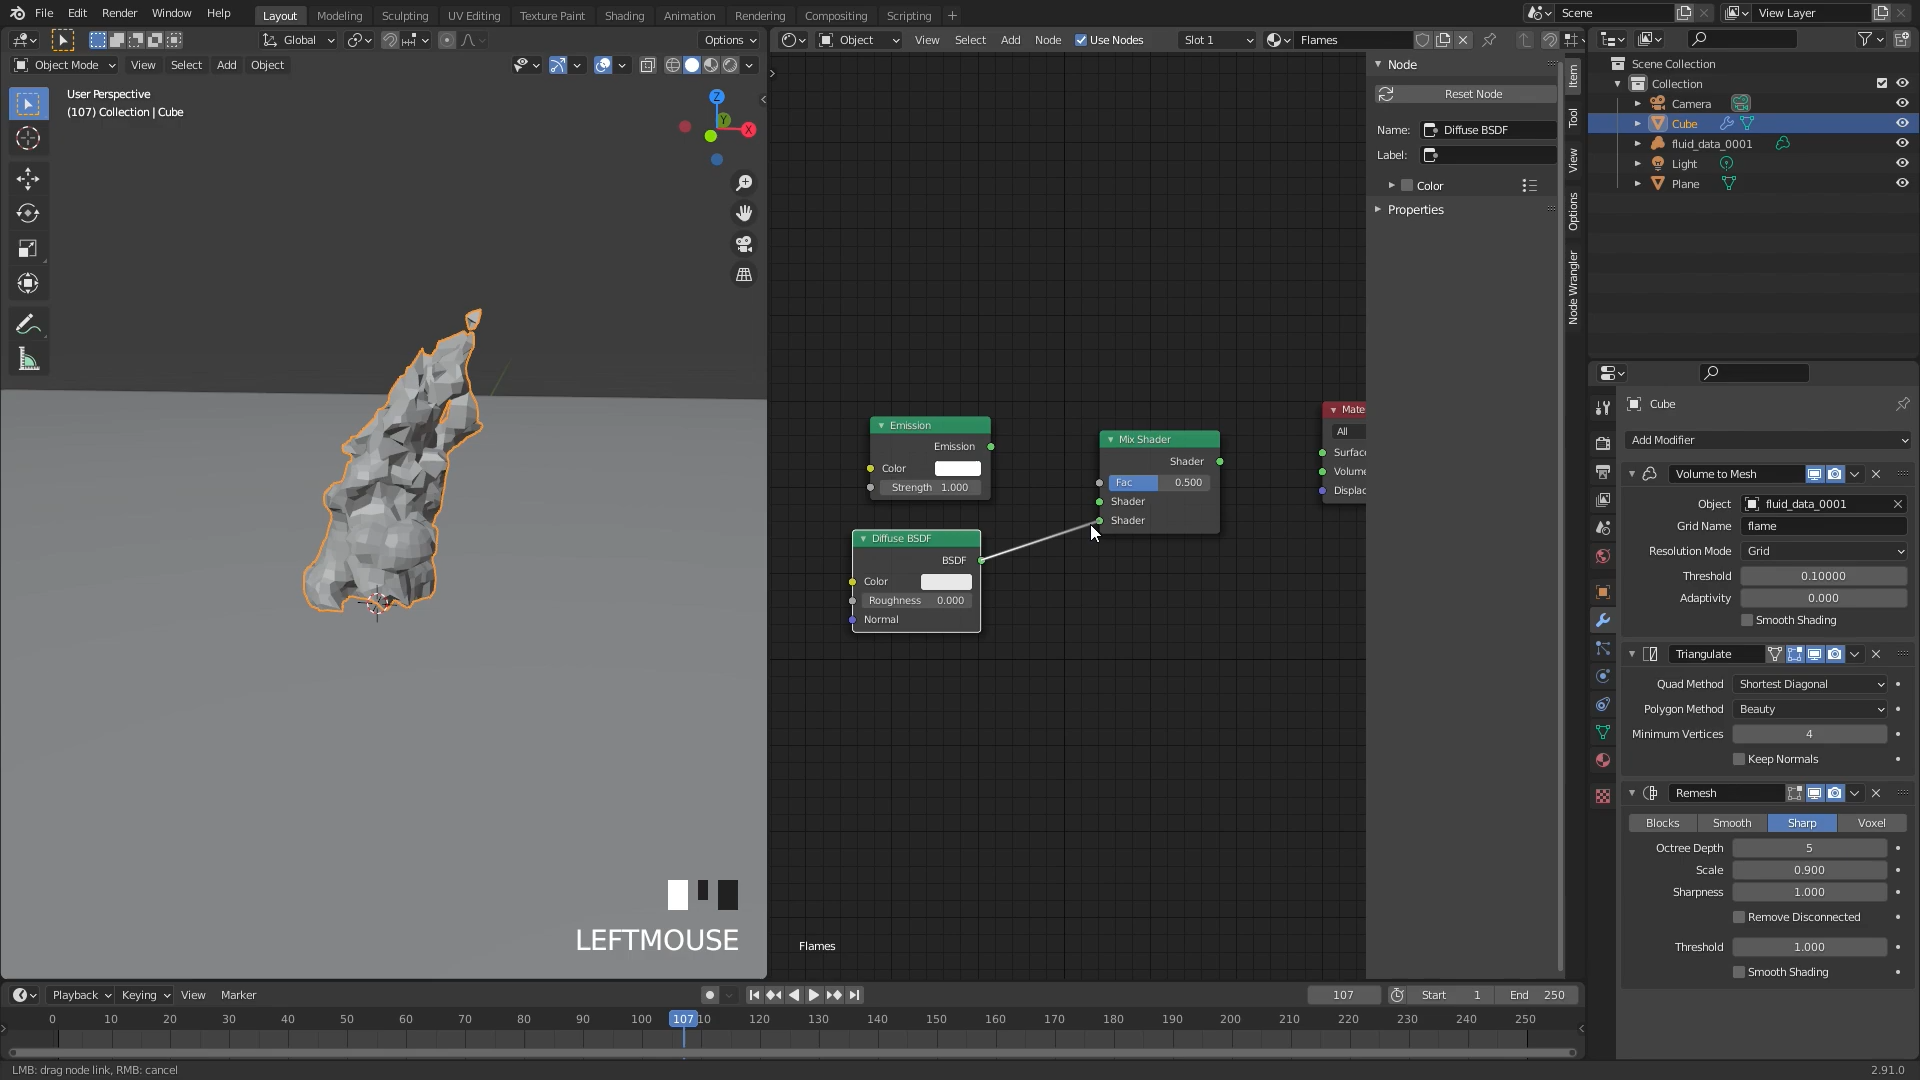 File Edit Render Window Help Layout Modeling Sculpting UV Editing Texture Paint Shading Animation Rendering Compositing Scripting + Scene View Layer
Global Options
Object View Select Add Node Use Nodes Slot 1 Flames
Object Mode View Select Add Object
User Perspective
(107) Collection | Cube
Z
Y
X
LEFTMOUSE
Emission
Emission
Color
Strength 1.000
Diffuse BSDF
BSDF
Color
Roughness 0.000
Normal
Mix Shader
Shader
Fac 0.500
Shader
Shader
Mate
All
Surface
Volume
Displac
Flames
Node
Reset Node
Name: Diffuse BSDF
Label:
Color
Properties
Item
Tool
View
Options
Node Wrangler
Scene Collection
Collection
Camera
Cube
fluid_data_0001
Light
Plane
Cube
Add Modifier
Volume to Mesh
Object fluid_data_0001
Grid Name flame
Resolution Mode Grid
Threshold 0.10000
Adaptivity 0.000
Smooth Shading
Triangulate
Quad Method Shortest Diagonal
Polygon Method Beauty
Minimum Vertices 4
Keep Normals
Remesh
Blocks Smooth Sharp Voxel
Octree Depth 5
Scale 0.900
Sharpness 1.000
Remove Disconnected
Threshold 1.000
Smooth Shading
Playback Keying View Marker 107 Start 1 End 250
0 10 20 30 40 50 60 70 80 90 100 107 10 120 130 140 150 160 170 180 190 200 210 220 230 240 250
LMB: drag node link, RMB: cancel 2.91.0